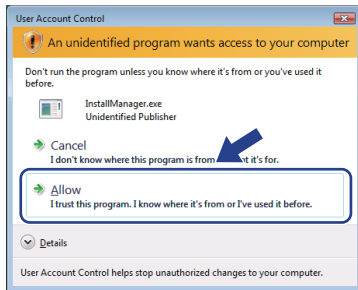 User Account Control
An unidentified program wants access to your computer
Don't run the program unless you know where it's from or you've used it
before.
InstallManager.exe
Unidentified Publisher
Cancel
I don't know where this program is from it's for.
Allow
I trust this program. I know where it's from or I've used it before.
Details
User Account Control helps stop unauthorized changes to your computer.